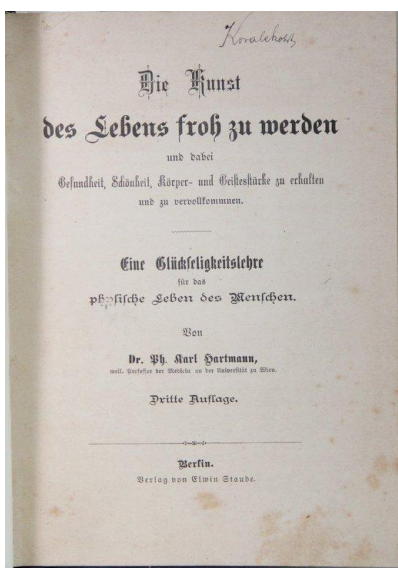 Die Kunst
des Lebens froh zu werden
und dabei
Gesundheit, Schönheit, Körper- und Geistesstärke zu erhalten
und zu vervollkommnen.
Eine Glückseligkeitslehre
für das
physische Leben des Menschen.
Von
Dr. Ph. Karl Hartmann,
weil. Professor der Medicin an der Universität zu Wien.
Dritte Auflage.
Berlin.
Verlag von Elwin Staude.